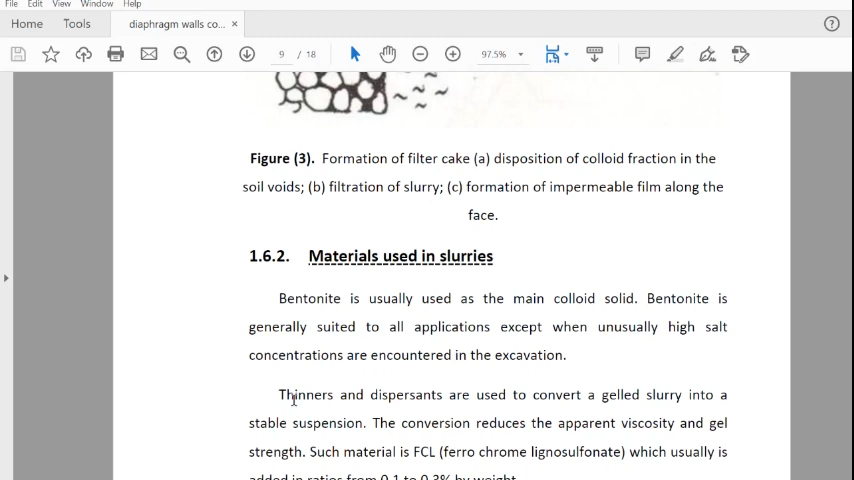 File Edit View Window Help
Home Tools diaphragm walls co... ×
9 / 18 97.5%
Figure (3). Formation of filter cake (a) disposition of colloid fraction in the
soil voids; (b) filtration of slurry; (c) formation of impermeable film along the
face.
1.6.2. Materials used in slurries
Bentonite is usually used as the main colloid solid. Bentonite is
generally suited to all applications except when unusually high salt
concentrations are encountered in the excavation.
Thinners and dispersants are used to convert a gelled slurry into a
stable suspension. The conversion reduces the apparent viscosity and gel
strength. Such material is FCL (ferro chrome lignosulfonate) which usually is
added in ratios from 0.1 to 0.3% by weight.